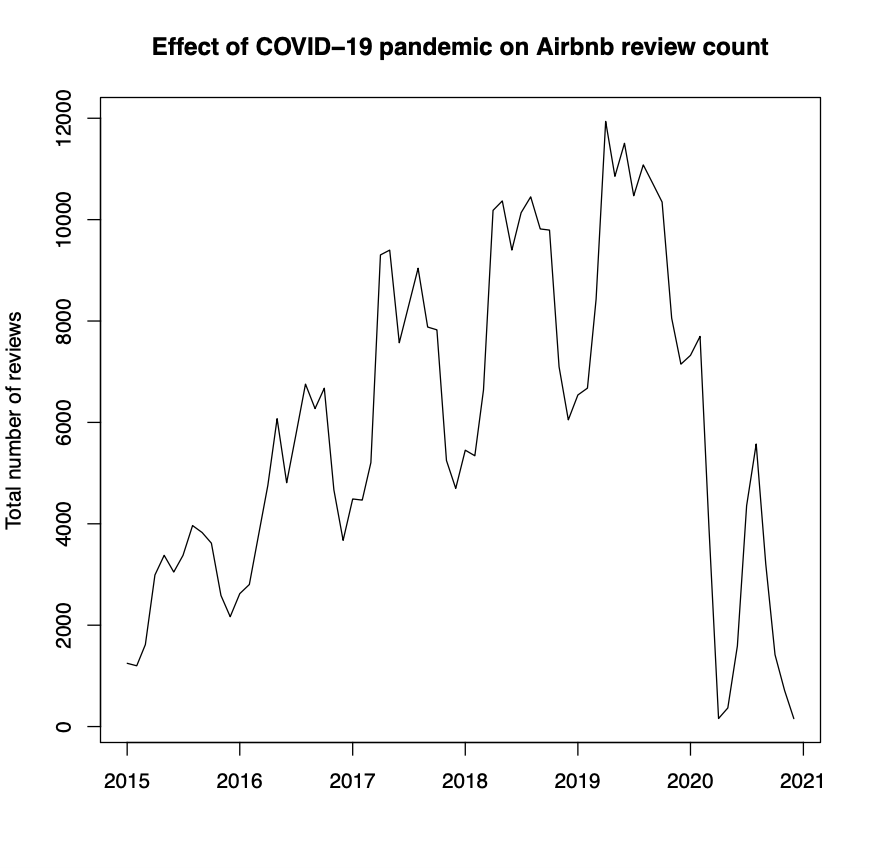 Effect of COVID−19 pandemic on Airbnb review count
Total number of reviews
12000
10000
8000
6000
4000
2000
0
2015 2016 2017 2018 2019 2020 2021